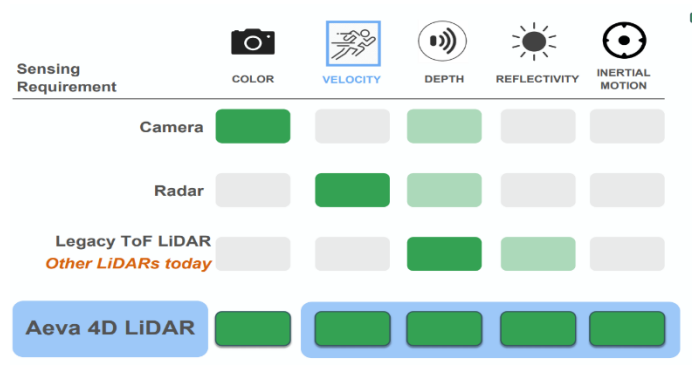 Sensing
Requirement
COLOR
VELOCITY
DEPTH
REFLECTIVITY
INERTIAL
MOTION
Camera
Radar
Legacy ToF LiDAR
Other LiDARs today
Aeva 4D LiDAR